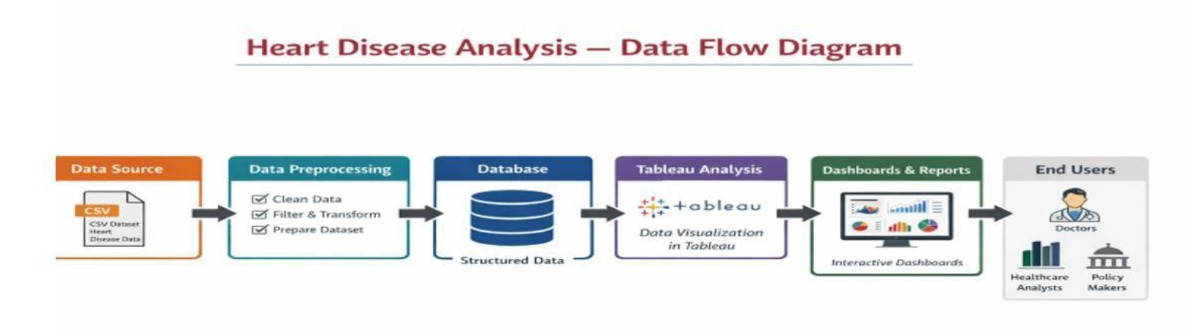 Heart Disease Analysis — Data Flow Diagram
Data Source
CSV
CSV Dataset
Heart
Disease Data
Data Preprocessing
Clean Data
Filter & Transform
Prepare Dataset
Database
Structured Data
Tableau Analysis
+ableau
Data Visualization
in Tableau
Dashboards & Reports
Interactive Dashboards
End Users
Doctors
Healthcare
Analysts
Policy
Makers